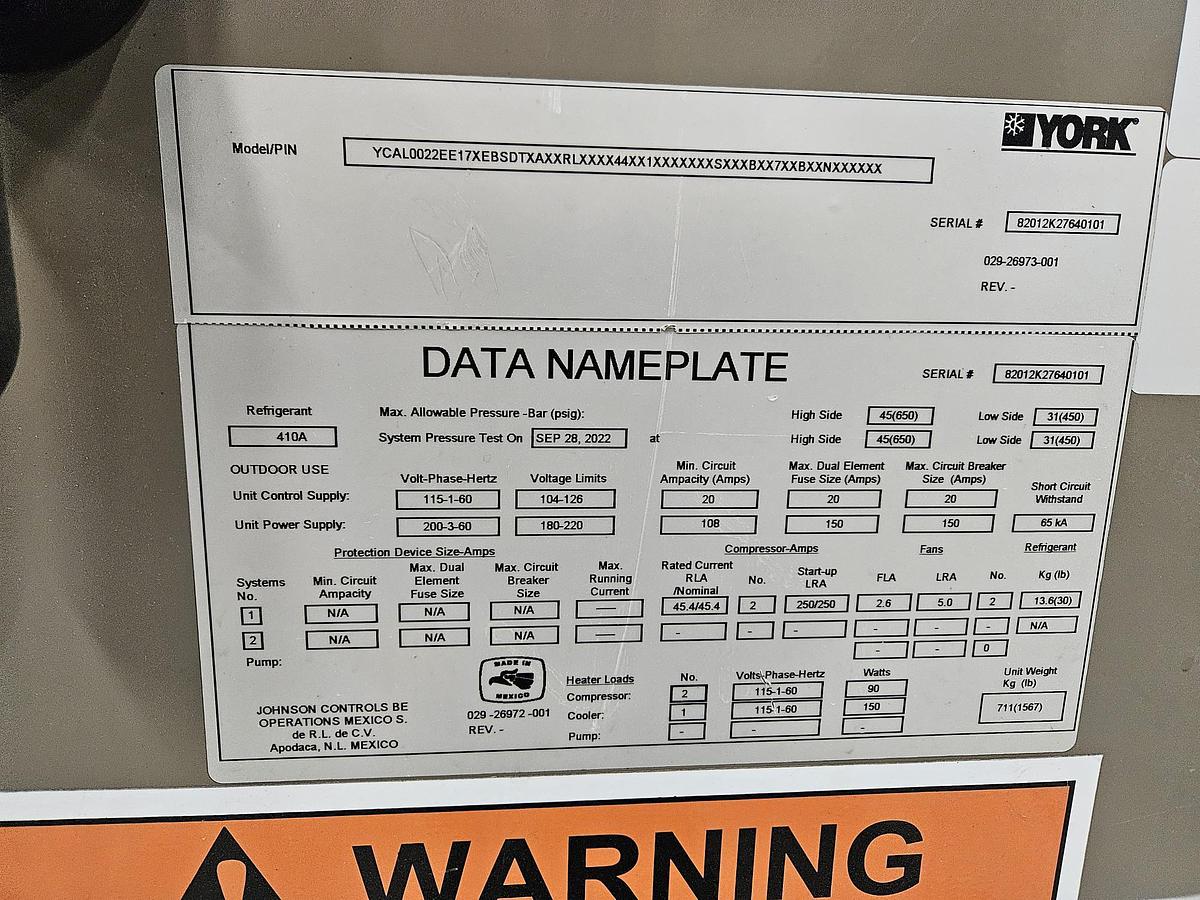 YORK®
Model/PIN YCAL0022EE17XEBSDTXAXXRLXXXX44XX1XXXXXXXSXXXBXX7XXBXXNXXXXXX
SERIAL # 82012K27640101
029-26973-001
REV. -
DATA NAMEPLATE
SERIAL # 82012K27640101
Refrigerant Max. Allowable Pressure -Bar (psig): High Side 45(650) Low Side 31(450)
410A System Pressure Test On SEP 28, 2022 at High Side 45(650) Low Side 31(450)
OUTDOOR USE
Volt-Phase-Hertz Voltage Limits Min. Circuit Ampacity (Amps) Max. Dual Element Fuse Size (Amps) Max. Circuit Breaker Size (Amps) Short Circuit Withstand
Unit Control Supply: 115-1-60 104-126 20 20 20
Unit Power Supply: 200-3-60 180-220 108 150 150 65 kA
Protection Device Size-Amps Compressor-Amps Fans Refrigerant
Systems No. Min. Circuit Ampacity Max. Dual Element Fuse Size Max. Circuit Breaker Size Max. Running Current Rated Current RLA /Nominal No. Start-up LRA FLA LRA No. Kg (lb)
1 N/A N/A N/A — 45.4/45.4 2 250/250 2.6 5.0 2 13.6(30)
2 N/A N/A N/A — - - - - - - N/A
Pump: - - 0
MADE IN MEXICO
Heater Loads No. Volts-Phase-Hertz Watts Unit Weight Kg (lb)
Compressor: 2 115-1-60 90 711(1567)
Cooler: 1 115-1-60 150
Pump: - - -
029 -26972 -001
REV. -
JOHNSON CONTROLS BE
OPERATIONS MEXICO S.
de R.L. de C.V.
Apodaca, N.L. MEXICO
WARNING